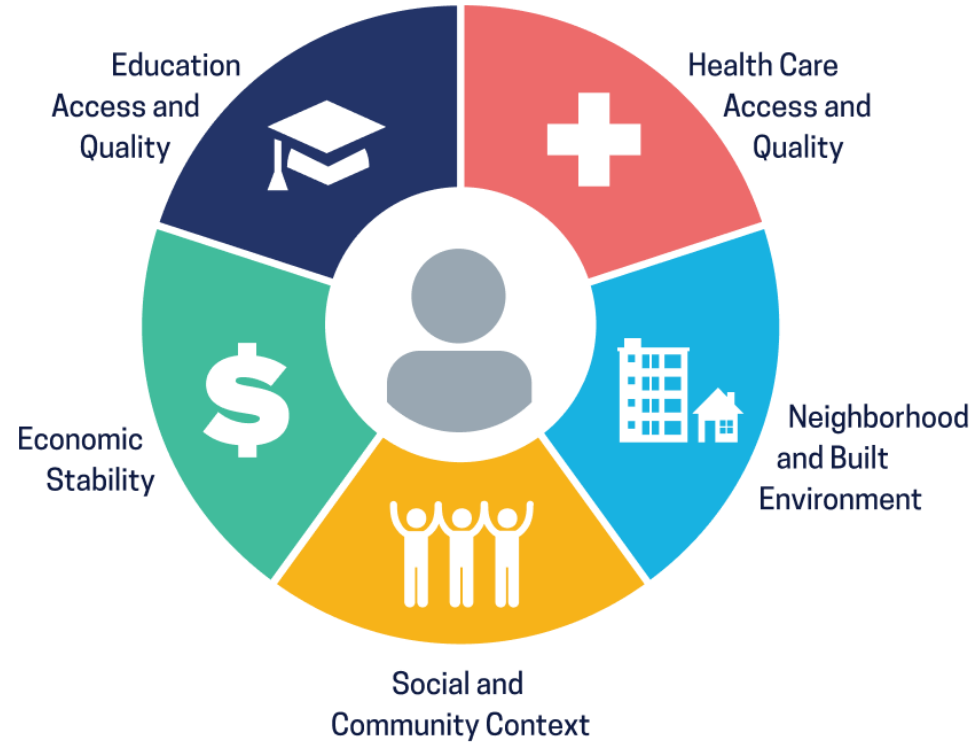 Education
Access and
Quality
Health Care
Access and
Quality
Economic
Stability
Neighborhood
and Built
Environment
Social and
Community Context